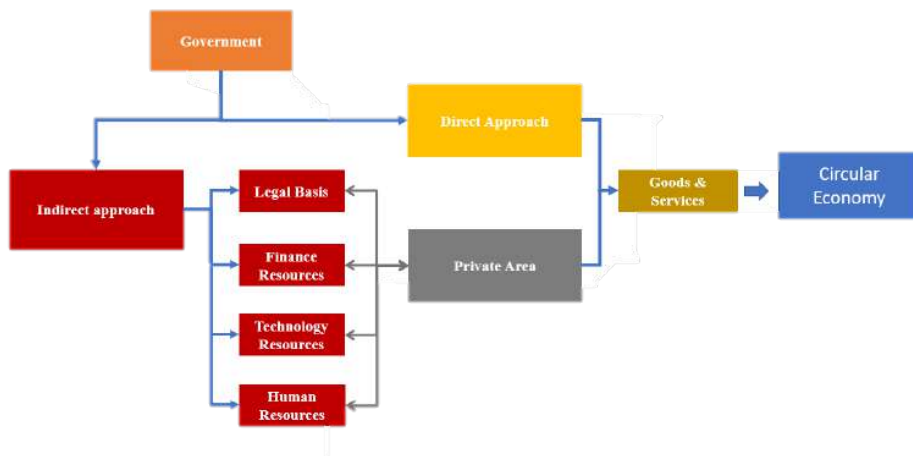 Government
Direct Approach
Indirect approach
Legal Basis
Finance
Resources
Technology
Resources
Human
Resources
Private Area
Goods &
Services
Circular
Economy